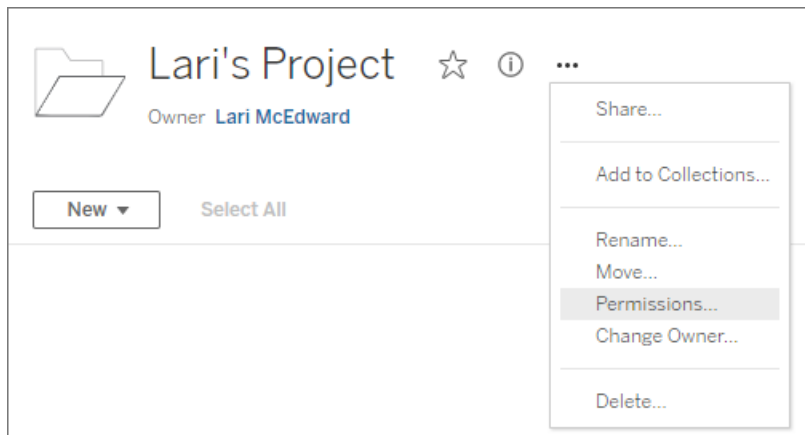 Lari's Project
Owner Lari McEdward
New
Select All
Share...
Add to Collections...
Rename...
Move...
Permissions...
Change Owner...
Delete...